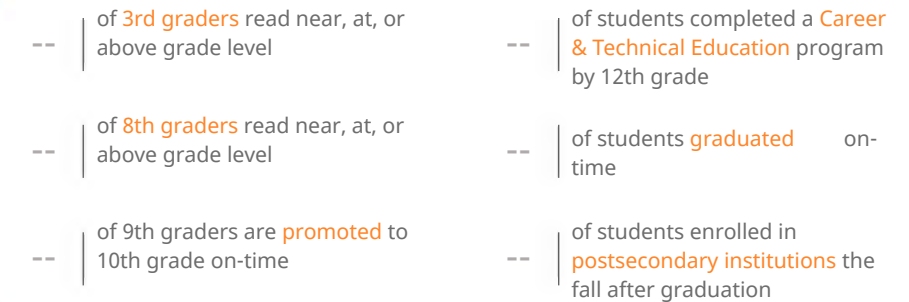 --
of 3rd graders read near, at, or
above grade level
--
of 8th graders read near, at, or
above grade level
--
of 9th graders are promoted to
10th grade on-time
--
of students completed a Career
& Technical Education program
by 12th grade
--
of students graduated on-
time
--
of students enrolled in
postsecondary institutions the
fall after graduation